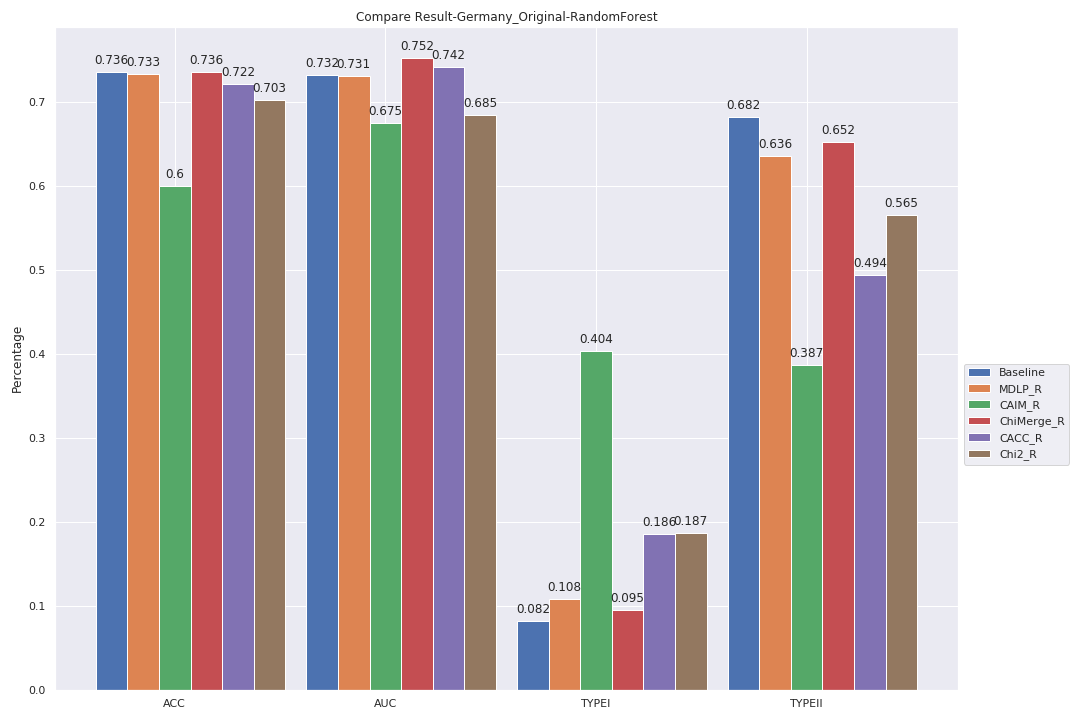 Compare Result-Germany_Original-RandomForest
Percentage
0.7
0.6
0.5
0.4
0.3
0.2
0.1
0.0
0.736
0.733
0.6
0.736
0.722
0.703
0.732
0.731
0.675
0.752
0.742
0.685
0.082
0.108
0.404
0.095
0.186
0.187
0.682
0.636
0.387
0.652
0.494
0.565
ACC
AUC
TYPEI
TYPEII
Baseline
MDLP_R
CAIM_R
ChiMerge_R
CACC_R
Chi2_R